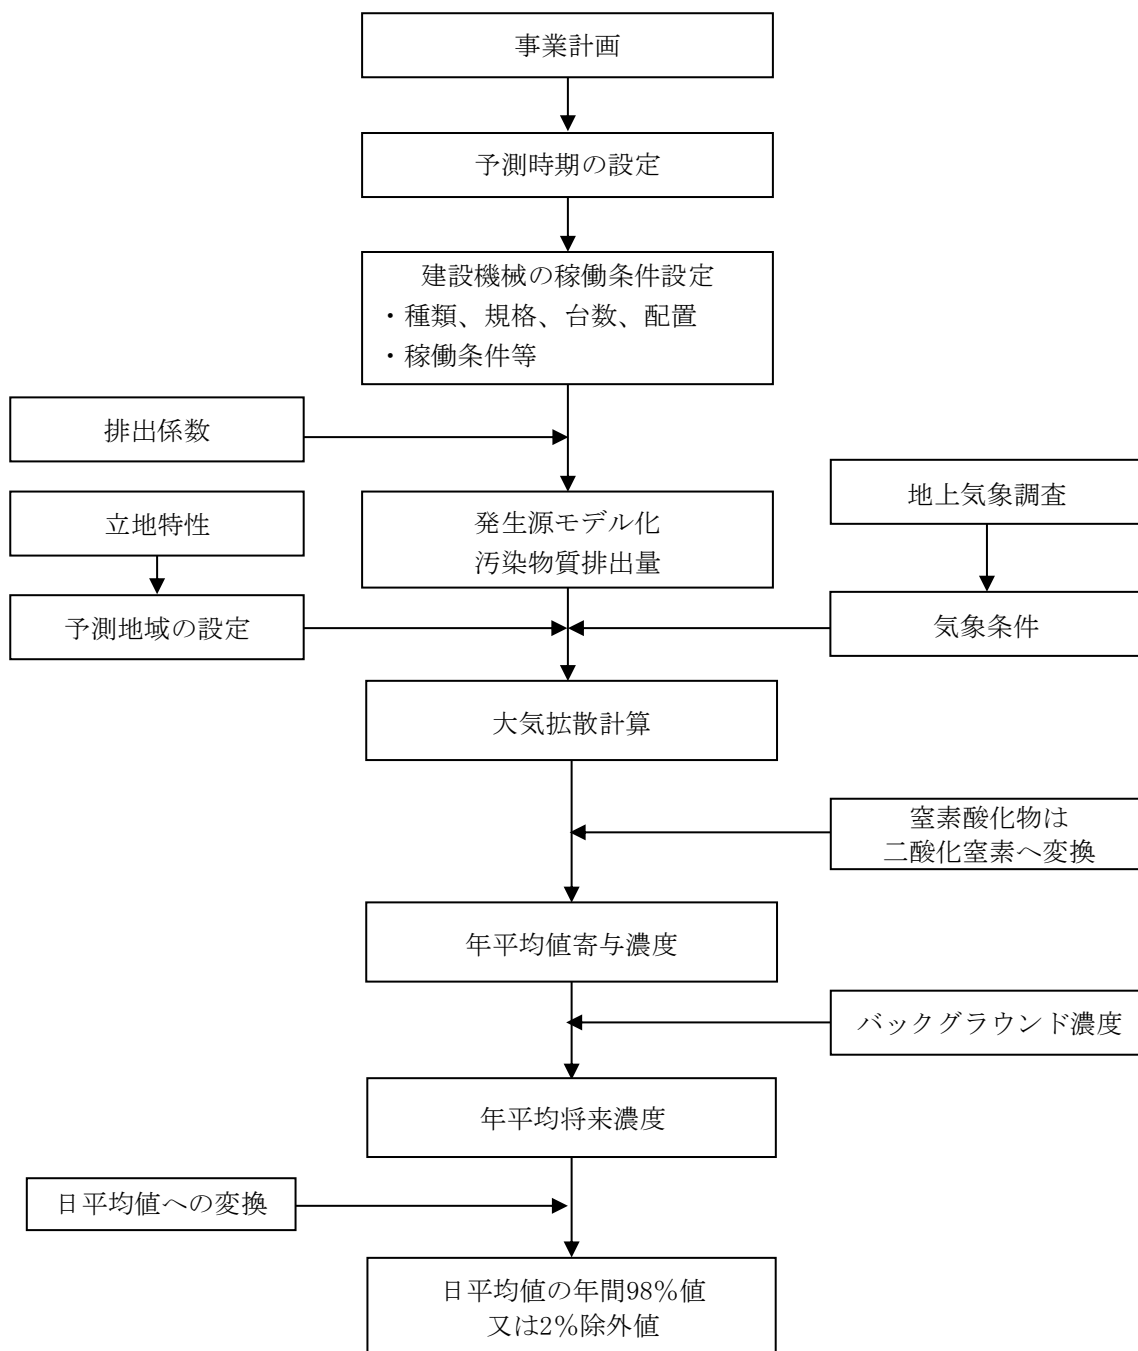 事業計画
予測時期の設定
建設機械の稼働条件設定
・種類、規格、台数、配置
・稼働条件等
排出係数
地上気象調査
立地特性
発生源モデル化
汚染物質排出量
予測地域の設定
気象条件
大気拡散計算
窒素酸化物は
二酸化窒素へ変換
年平均値寄与濃度
バックグラウンド濃度
年平均将来濃度
日平均値への変換
日平均値の年間98%値
又は2%除外値